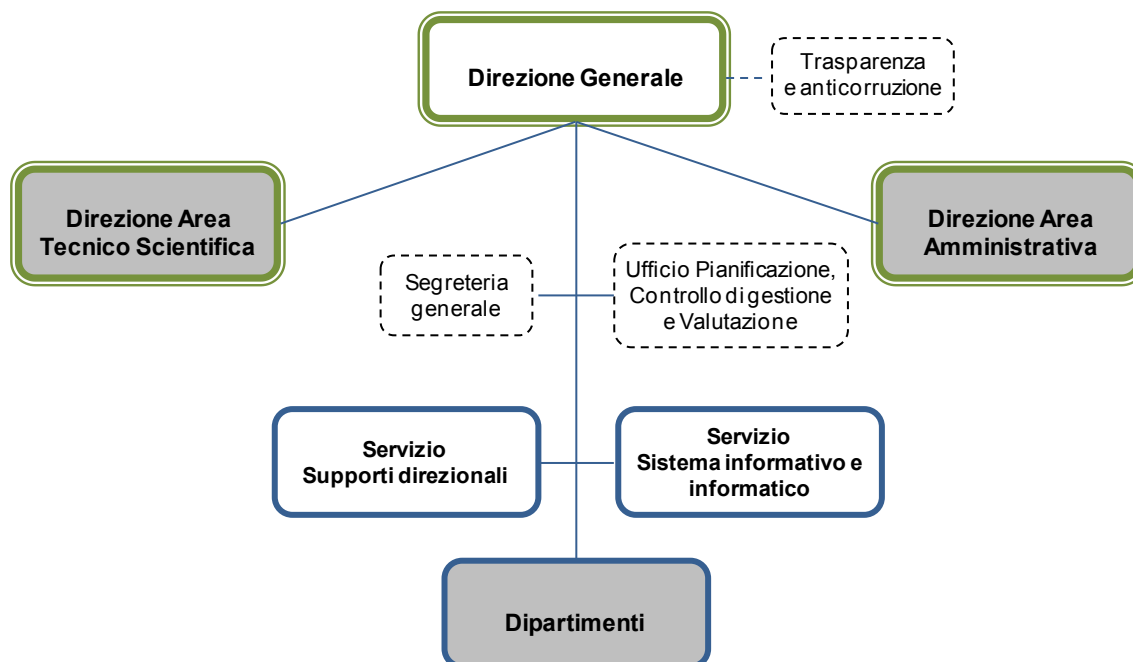 Direzione Generale
Trasparenza
e anticorruzione
Direzione Area
Tecnico Scientifica
Direzione Area
Amministrativa
Segreteria
generale
Ufficio Pianificazione,
Controllo di gestione
e Valutazione
Servizio
Supporti direzionali
Servizio
Sistema informativo e
informatico
Dipartimenti